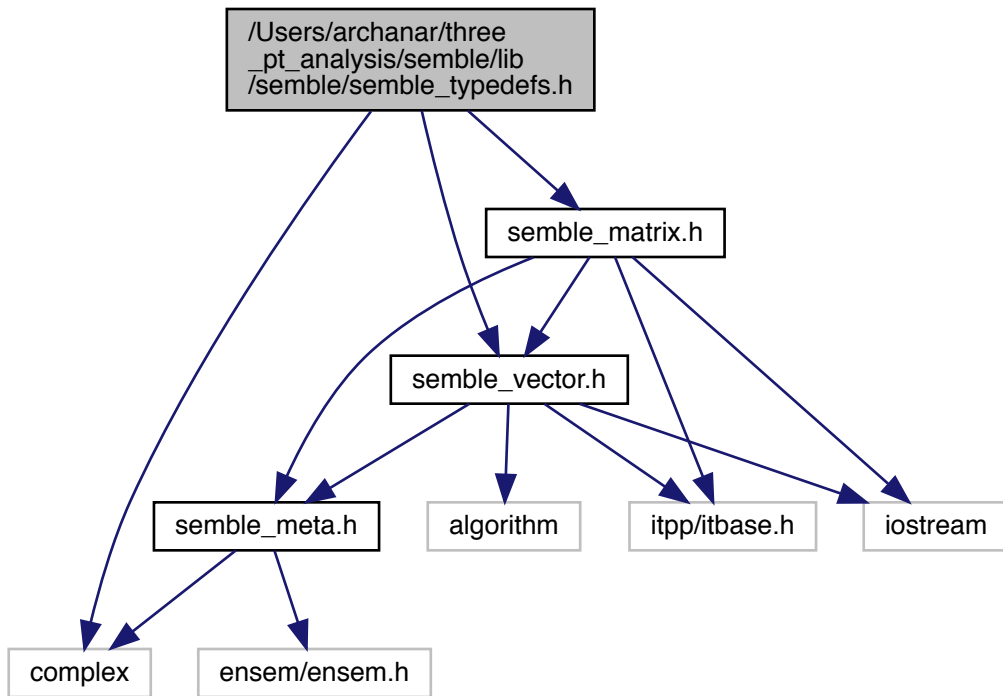 /Users/archanar/three
_pt_analysis/semble/lib
/semble/semble_typedefs.h
semble_matrix.h
semble_vector.h
semble_meta.h
algorithm
itpp/itbase.h
iostream
complex
ensem/ensem.h